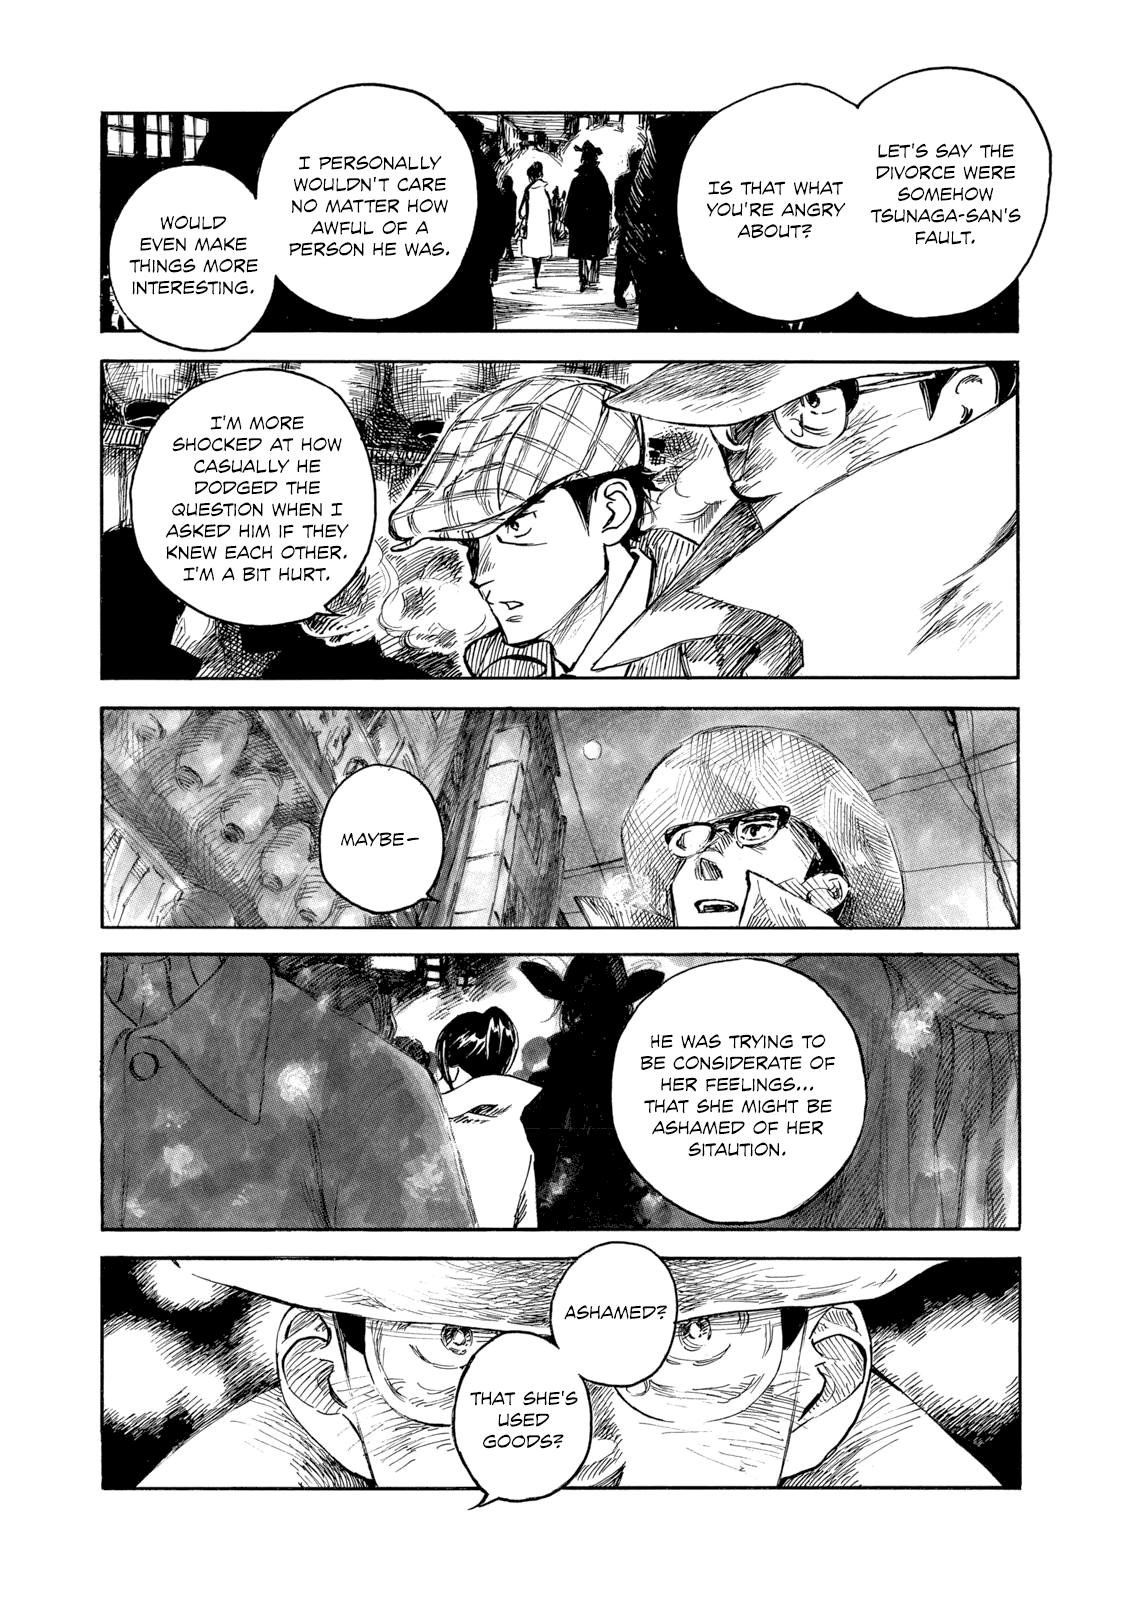 LET'S SAY THE
DIVORCE WERE
SOMEHOW
TSUNAGA-SAN'S
FAULT.
IS THAT WHAT
YOU'RE ANGRY
ABOUT?
I PERSONALLY
WOULDN'T CARE
NO MATTER HOW
AWFUL OF A
PERSON HE WAS.
WOULD
EVEN MAKE
THINGS MORE
INTERESTING.
I'M MORE
SHOCKED AT HOW
CASUALLY HE
DODGED THE
QUESTION WHEN I
ASKED HIM IF THEY
KNEW EACH OTHER.
I'M A BIT HURT.
MAYBE–
HE WAS TRYING TO
BE CONSIDERATE OF
HER FEELINGS...
THAT SHE MIGHT BE
ASHAMED OF HER
SITAUTION.
ASHAMED?
THAT SHE'S
USED
GOODS?